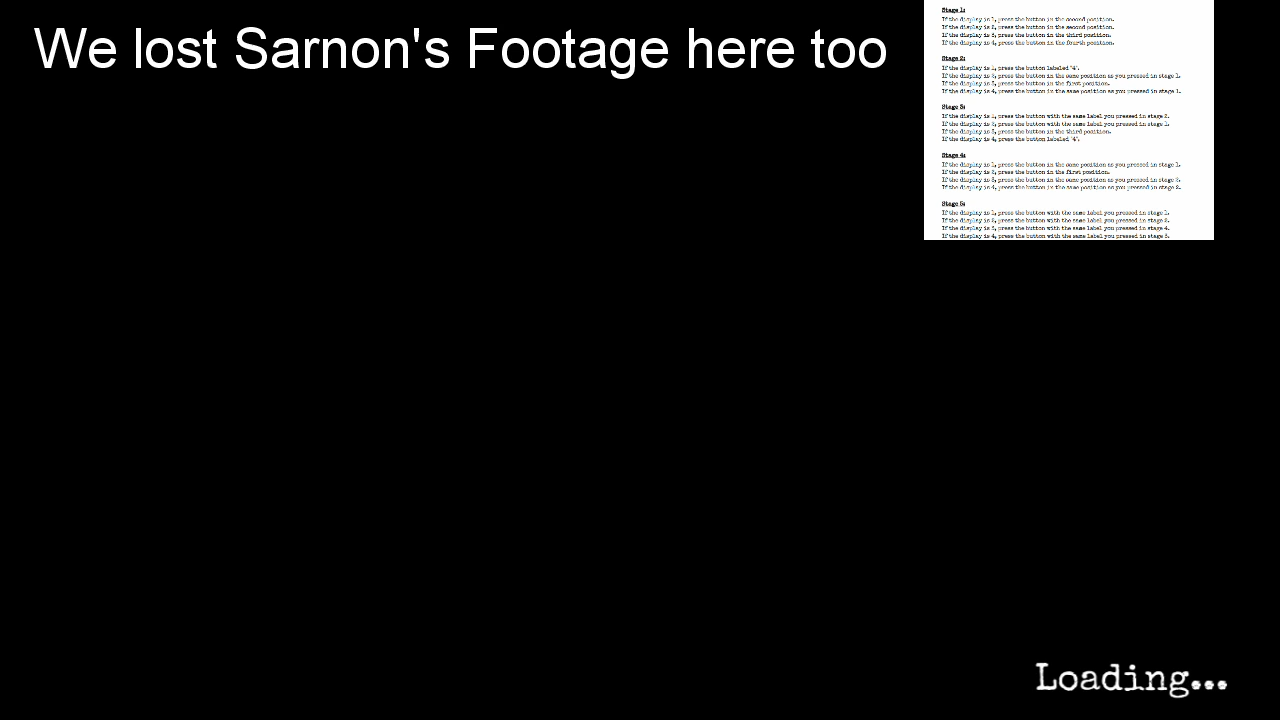 We lost Samon's Footage here too
Stage 1:
If the display is 1, press the button in the second position.
If the display is 2, press the button in the second position.
If the display is 3, press the button in the third position.
If the display is 4, press the button in the fourth position.
Stage 2:
If the display is 1, press the button labeled "4".
If the display is 2, press the button in the same position as you pressed in stage 1.
If the display is 3, press the button in the first position.
If the display is 4, press the button in the same position as you pressed in stage 1.
Stage 3:
If the display is 1, press the button with the same label you pressed in stage 2.
If the display is 2, press the button with the same label you pressed in stage 1.
If the display is 3, press the button in the third position.
If the display is 4, press the button labeled "4".
Stage 4:
If the display is 1, press the button in the same position as you pressed in stage 1.
If the display is 2, press the button in the first position.
If the display is 3, press the button in the same position as you pressed in stage 2.
If the display is 4, press the button in the same position as you pressed in stage 2.
Stage 5:
If the display is 1, press the button with the same label you pressed in stage 1.
If the display is 2, press the button with the same label you pressed in stage 2.
If the display is 3, press the button with the same label you pressed in stage 4.
If the display is 4, press the button with the same label you pressed in stage 3.
Loading...